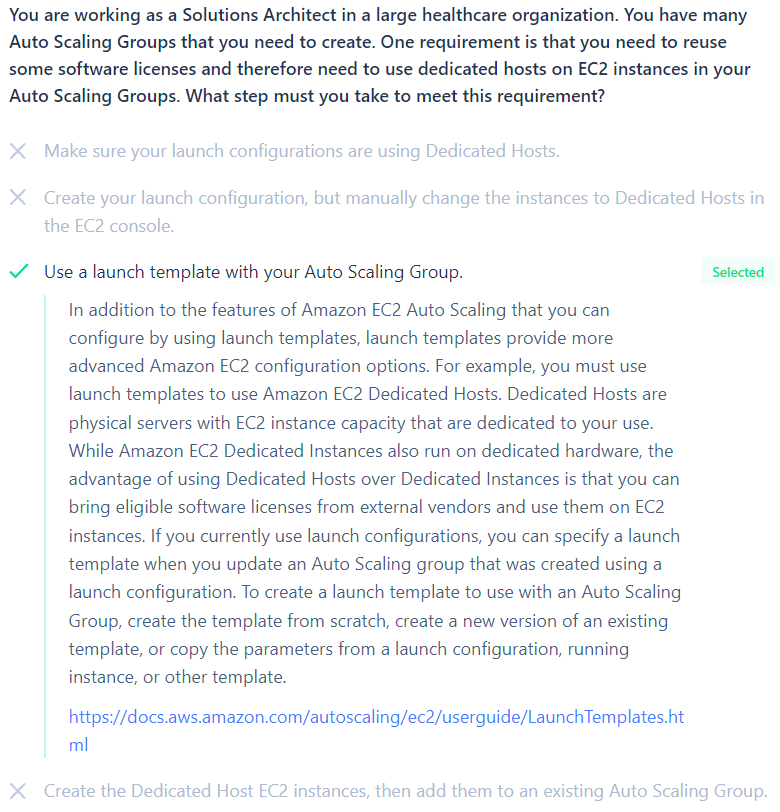 You are working as a Solutions Architect in a large healthcare organization. You have many
Auto Scaling Groups that you need to create. One requirement is that you need to reuse
some software licenses and therefore need to use dedicated hosts on EC2 instances in your
Auto Scaling Groups. What step must you take to meet this requirement?
Make sure your launch configurations are using Dedicated Hosts.
Create your launch configuration, but manually change the instances to Dedicated Hosts in
the EC2 console.
Use a launch template with your Auto Scaling Group.
Selected
In addition to the features of Amazon EC2 Auto Scaling that you can
configure by using launch templates, launch templates provide more
advanced Amazon EC2 configuration options. For example, you must use
launch templates to use Amazon EC2 Dedicated Hosts. Dedicated Hosts are
physical servers with EC2 instance capacity that are dedicated to your use.
While Amazon EC2 Dedicated Instances also run on dedicated hardware, the
advantage of using Dedicated Hosts over Dedicated Instances is that you can
bring eligible software licenses from external vendors and use them on EC2
instances. If you currently use launch configurations, you can specify a launch
template when you update an Auto Scaling group that was created using a
launch configuration. To create a launch template to use with an Auto Scaling
Group, create the template from scratch, create a new version of an existing
template, or copy the parameters from a launch configuration, running
instance, or other template.
https://docs.aws.amazon.com/autoscaling/ec2/userguide/LaunchTemplates.ht
ml
Create the Dedicated Host EC2 instances, then add them to an existing Auto Scaling Group.